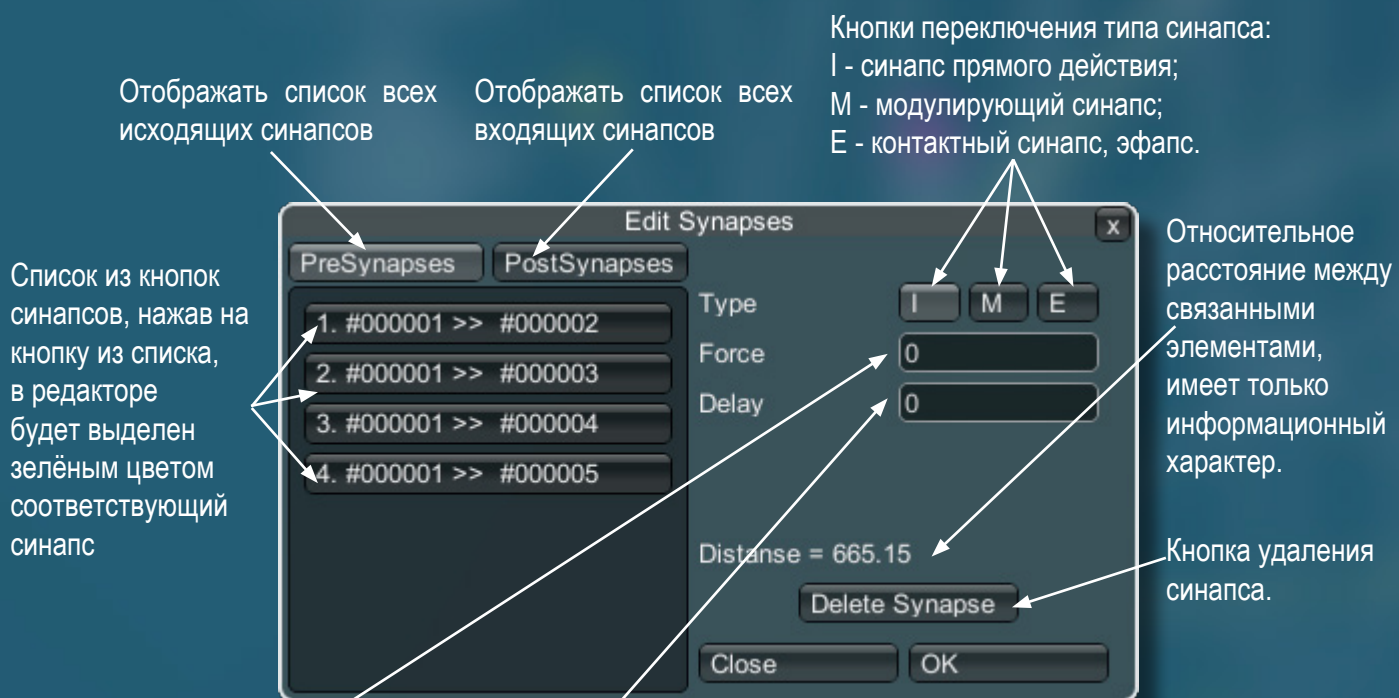 Кнопки переключения типа синапса:
I - синапс прямого действия;
M - модулирующий синапс;
E - контактный синапс, эфапс.
Отображать список всех
исходящих синапсов
Отображать список всех
входящих синапсов
Список из кнопок
синапсов, нажав на
кнопку из списка,
в редакторе
будет выделен
зелёным цветом
соответствующий
синапс
Edit Synapses
x
PreSynapses
PostSynapses
1. #000001 >> #000002
2. #000001 >> #000003
3. #000001 >> #000004
4. #000001 >> #000005
Type
I
M
E
Force
0
Delay
0
Distanse = 665.15
Delete Synapse
Close
OK
Относительное
расстояние между
связанными
элементами,
имеет только
информационный
характер.
Кнопка удаления
синапса.